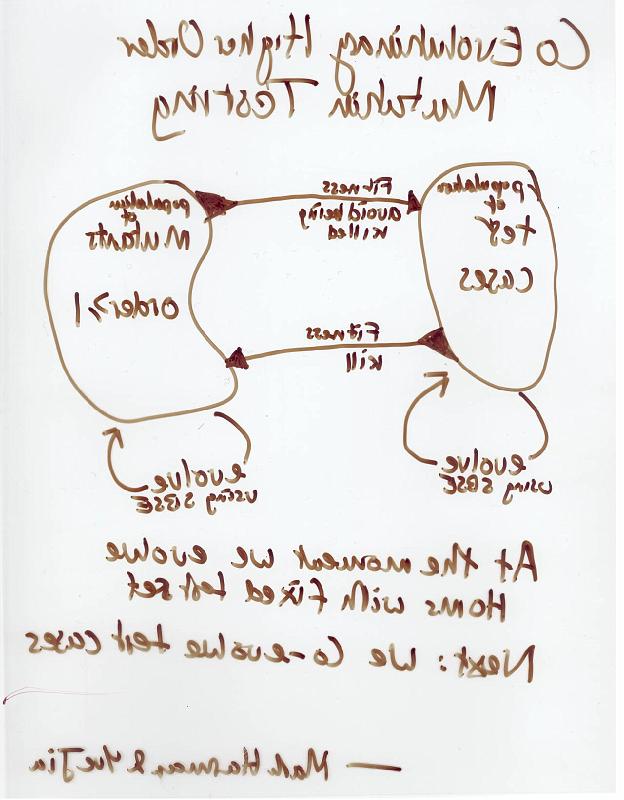 Co Evolutionary Higher Order
Mutation Testing
population
of
test
cases
Fitness
avoid being
killed
population
of
Mutants
order ≥ 1
Fitness
kill
evolve
using SBSE
evolve
using SBSE
At the moment we evolve
Homs with fixed test set
Next: we Co-evolve test cases
— Mark Harman & Yue Jia